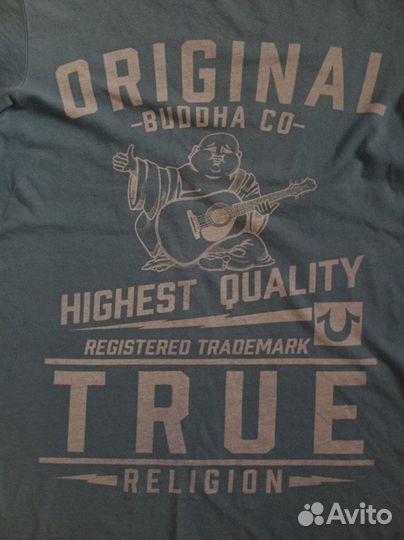 ORIGINAL
-BUDDHA CO-
HIGHEST QUALITY
REGISTERED TRADEMARK
TRUE
RELIGION
Avito